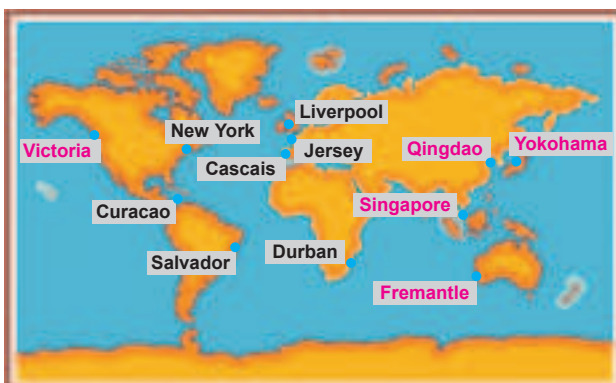 Liverpool
New York
Victoria
Jersey
Qingdao
Yokohama
Cascais
Curacao
Singapore
Salvador
Durban
Fremantle